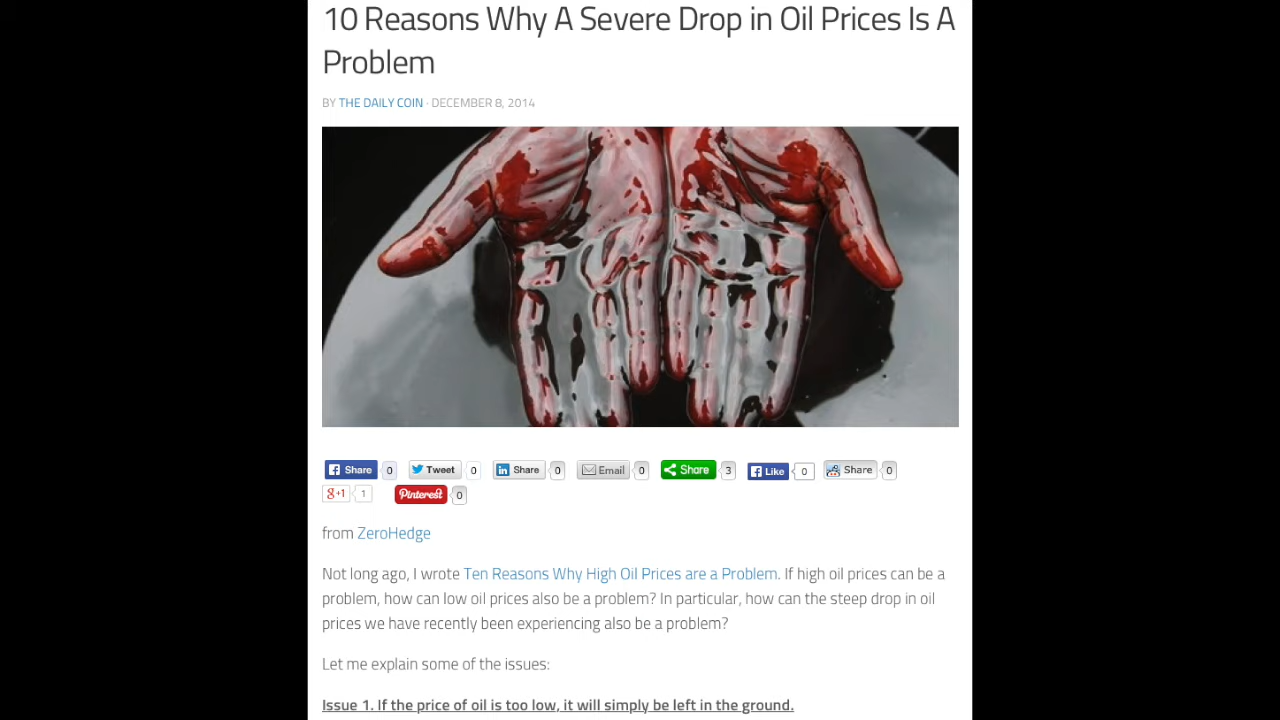 10 Reasons Why A Severe Drop in Oil Prices Is A
Problem
BY THE DAILY COIN · DECEMBER 8, 2014
Share 0 Tweet 0 Share 0 Email 0 Share 3 Like 0 Share 0
g+1 1 Pinterest 0
from ZeroHedge
Not long ago, I wrote Ten Reasons Why High Oil Prices are a Problem. If high oil prices can be a
problem, how can low oil prices also be a problem? In particular, how can the steep drop in oil
prices we have recently been experiencing also be a problem?
Let me explain some of the issues:
Issue 1. If the price of oil is too low, it will simply be left in the ground.